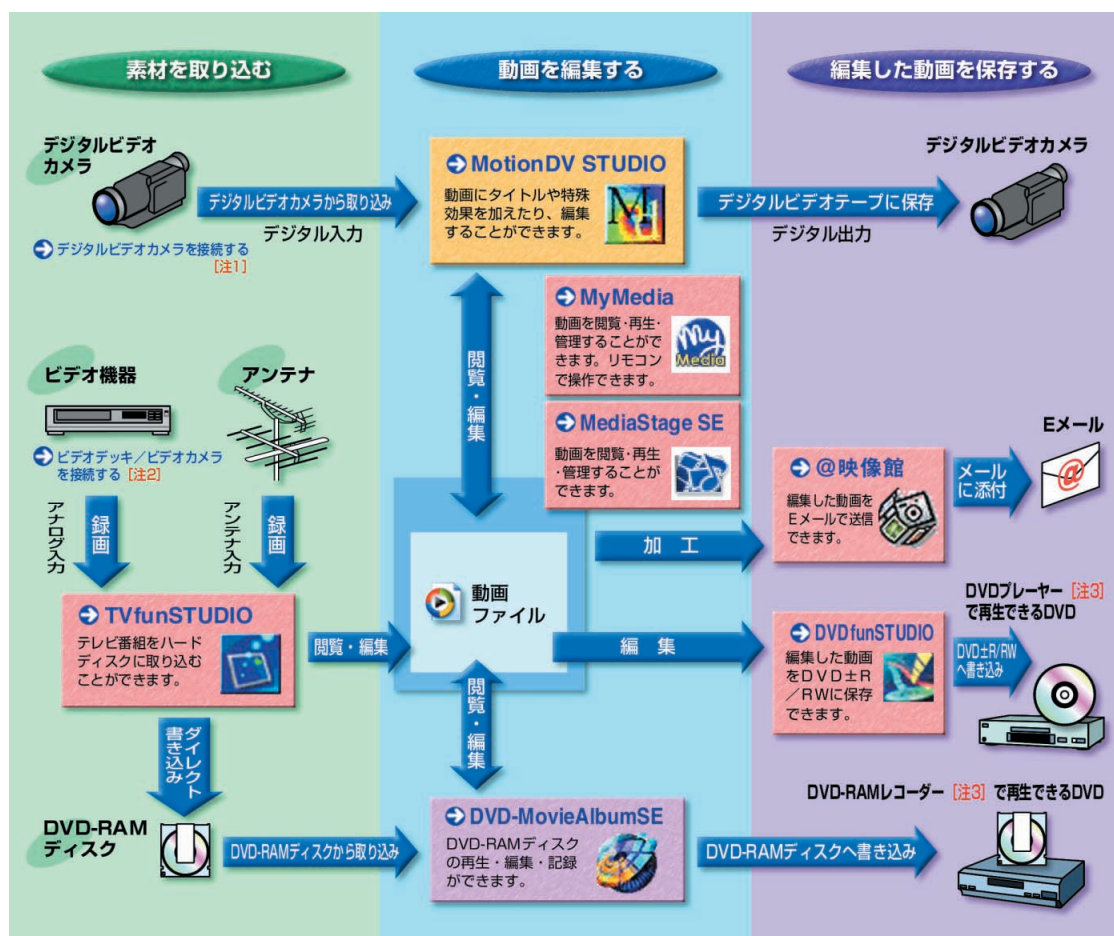 素材を取り込む
動画を編集する
編集した動画を保存する
デジタルビデオ
カメラ
デジタルビデオカメラから取り込み
デジタル入力
デジタルビデオカメラを接続する
[注1]
MotionDV STUDIO
動画にタイトルや特殊
効果を加えたり、編集
することができます。
デジタルビデオテープに保存
デジタル出力
デジタルビデオカメラ
閲覧・編集
MyMedia
動画を閲覧・再生・
管理することがで
きます。リモコン
で操作できます。
My
Media
MediaStage SE
動画を閲覧・再生
・管理することが
できます。
ビデオ機器
アンテナ
ビデオデッキ／ビデオカメラ
を接続する [注2]
アナログ入力
録画
アンテナ入力
録画
TVfunSTUDIO
テレビ番組をハード
ディスクに取り込む
ことができます。
閲覧・編集
動画
ファイル
加工
@映像館
編集した動画を
Eメールで送信
できます。
メール
に添付
Eメール
@
編集
DVDfunSTUDIO
編集した動画
をDVD±R
／RWに保存
できます。
DVD±R/RW
へ書き込み
DVDプレーヤー [注3]
で再生できるDVD
ダイレクト
書き込み
閲覧・編集
DVD-RAM
ディスク
DVD-RAMディスクから取り込み
DVD-MovieAlbumSE
DVD-RAMディスク
の再生・編集・記録
ができます。
DVD-RAMディスクへ書き込み
DVD-RAMレコーダー [注3] で再生できるDVD